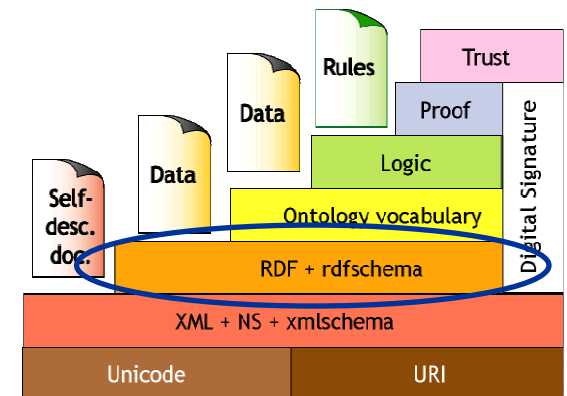 Rules
Trust
Data
Proof
Data
Logic
Self-
desc.
doc.
Ontology vocabulary
Digital Signature
RDF + rdfschema
XML + NS + xmlschema
Unicode
URI